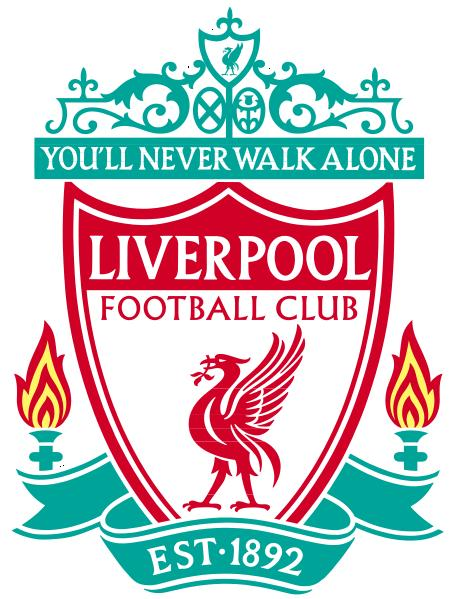 YOU'LL NEVER WALK ALONE
LIVERPOOL
FOOTBALL CLUB
EST·1892